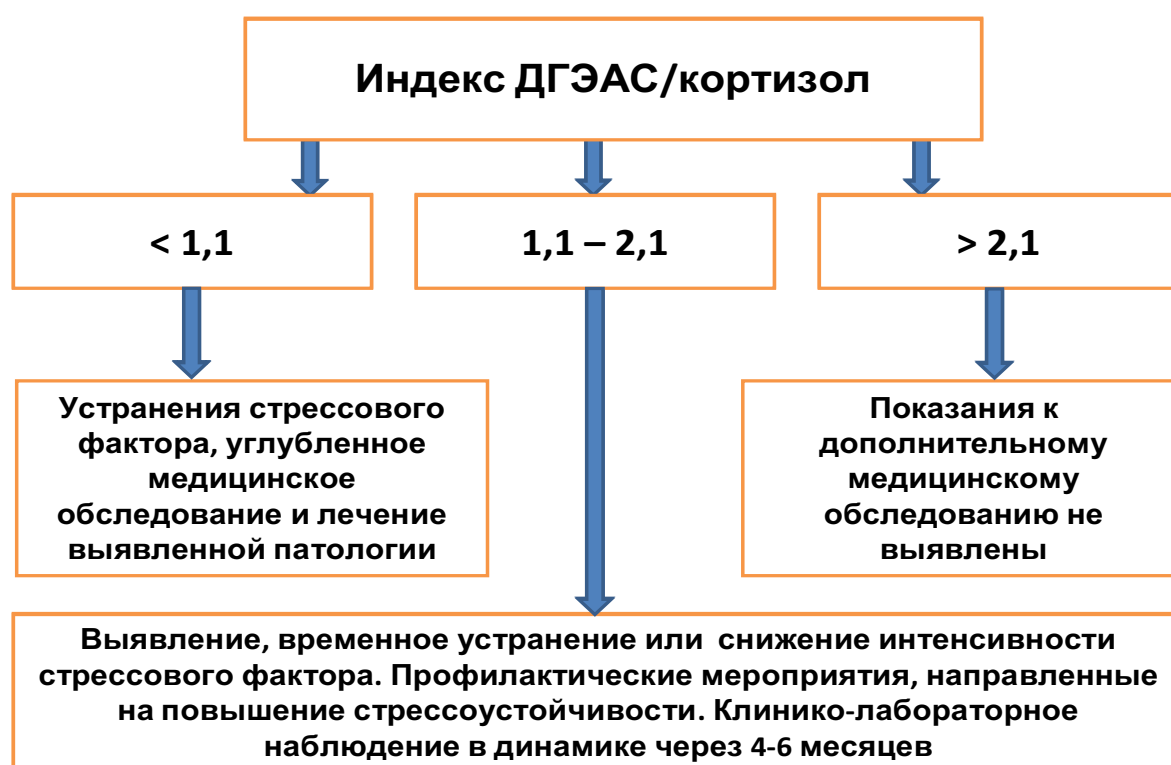 Индекс ДГЭАС/кортизол
< 1,1
1,1 – 2,1
> 2,1
Устранения стрессового
фактора, углубленное
медицинское
обследование и лечение
выявленной патологии
Показания к
дополнительному
медицинскому
обследованию не
выявлены
Выявление, временное устранение или снижение интенсивности
стрессового фактора. Профилактические мероприятия, направленные
на повышение стрессоустойчивости. Клинико-лабораторное
наблюдение в динамике через 4-6 месяцев